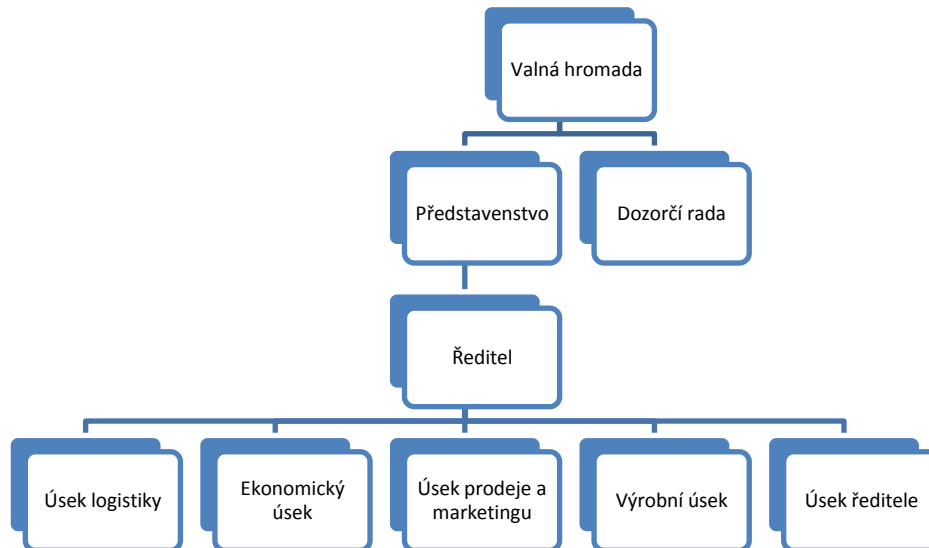 Valná hromada
Představenstvo
Dozorčí rada
Ředitel
Úsek logistiky
Ekonomický
úsek
Úsek prodeje a
marketingu
Výrobní úsek
Úsek ředitele